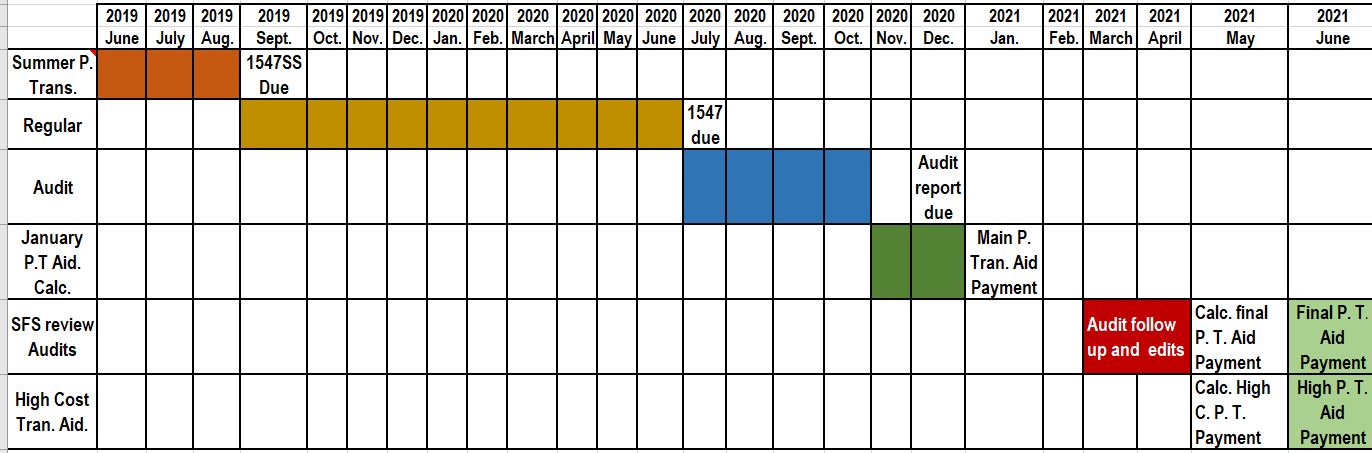 2019 2019 2019 2019 2019 2019 2019 2020 2020 2020 2020 2020 2020 2020 2020 2020 2020 2020 2020 2021 2021 2021 2021 2021 2021
June July Aug. Sept. Oct. Nov. Dec. Jan. Feb. March April May June July Aug. Sept. Oct. Nov. Dec. Jan. Feb. March April May June
Summer P. 1547SS
Trans. Due
Regular 1547
due
Audit Audit
report
due
January Main P.
P.T Aid. Tran. Aid
Calc. Payment
SFS review Audit follow Calc. final Final P. T.
Audits up and edits P. T. Aid Aid
Payment Payment
High Cost Calc. High High P. T.
Tran. Aid. C. P. T. Aid
Payment Payment